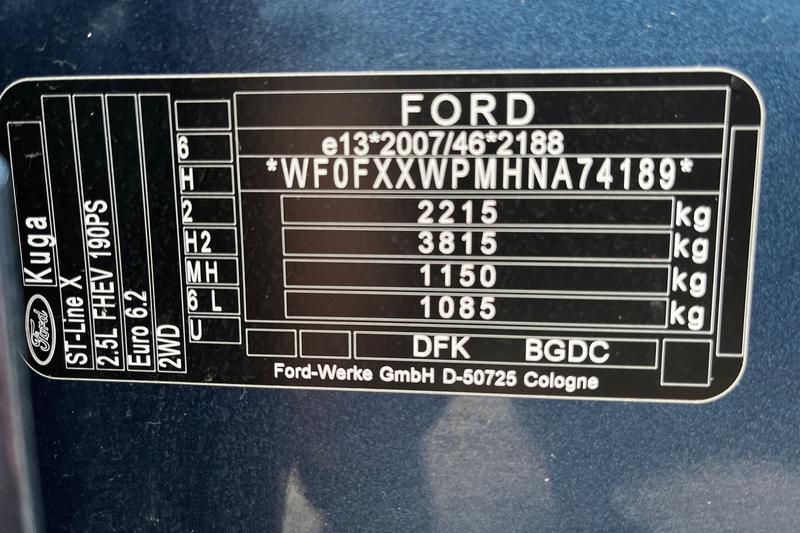 Ford Kuga
ST-Line X
2.5L FHEV 190PS
Euro 6.2
2WD
6
H
2
H2
MH
6 L
U
FORD
e13*2007/46*2188
*WF0FXXWPMHNA74189*
2215 kg
3815 kg
1150 kg
1085 kg
DFK BGDC
Ford-Werke GmbH D-50725 Cologne